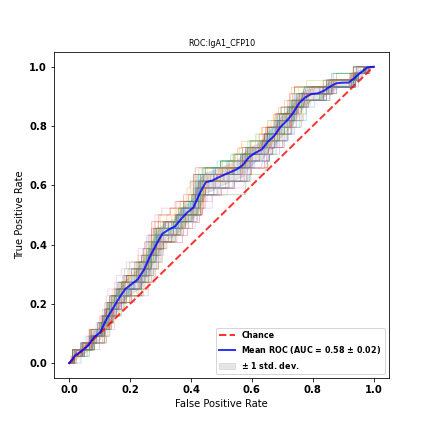 ROC:IgA1_CFP10
1.0
0.8
0.6
0.4
0.2
0.0
True Positive Rate
Chance
Mean ROC (AUC = 0.58 ± 0.02)
± 1 std. dev.
0.0 0.2 0.4 0.6 0.8 1.0
False Positive Rate